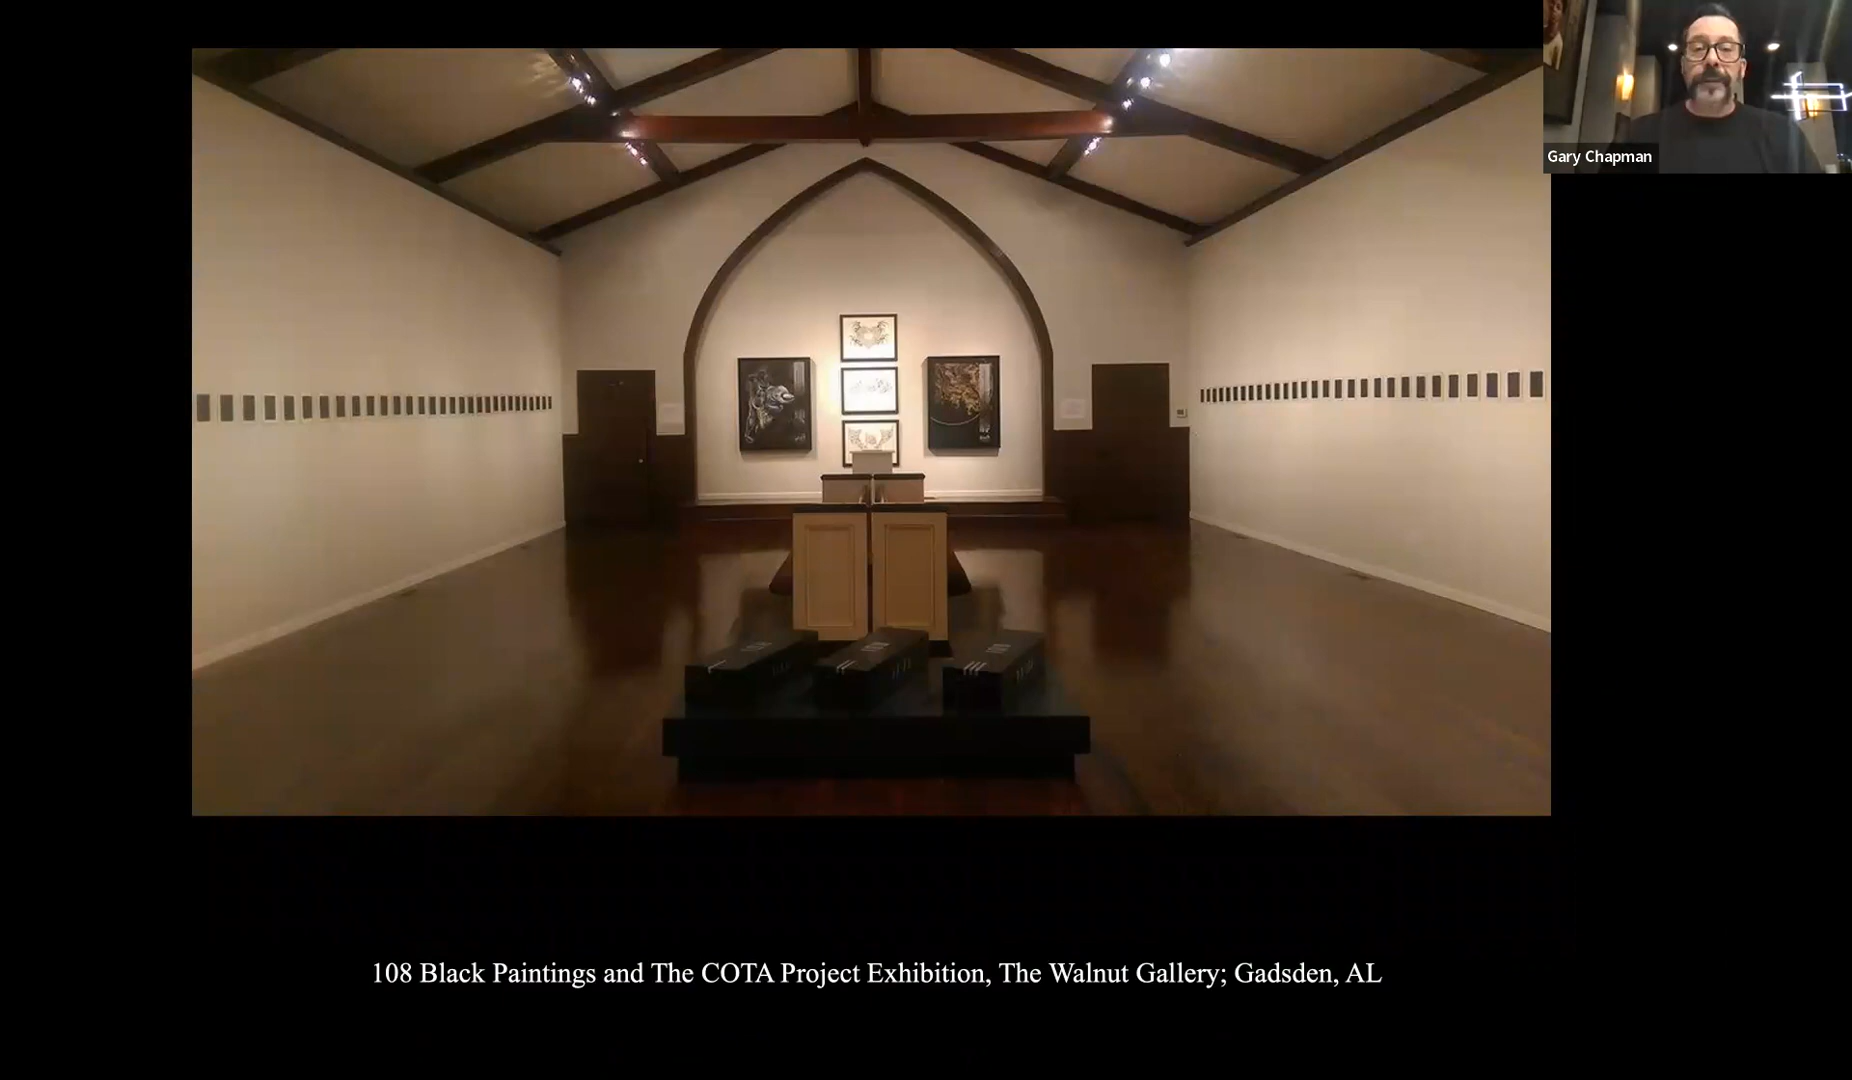 Gary Chapman
108 Black Paintings and The COTA Project Exhibition, The Walnut Gallery; Gadsden, AL